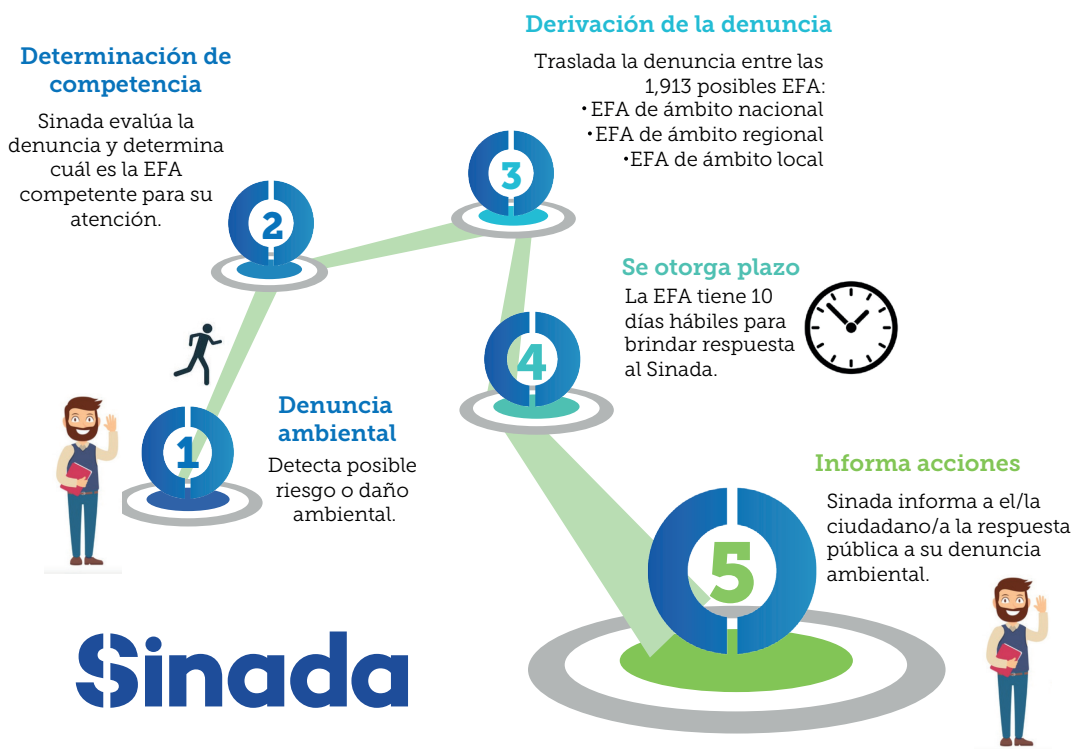 1
Denuncia
ambiental
Detecta posible
riesgo o daño
ambiental.
2
Determinación de
competencia
Sinada evalúa la
denuncia y determina
cuál es la EFA
competente para su
atención.
3
Derivación de la denuncia
Traslada la denuncia entre las
1,913 posibles EFA:
• EFA de ámbito nacional
•EFA de ámbito regional
•EFA de ámbito local
4
Se otorga plazo
La EFA tiene 10
días hábiles para
brindar respuesta
al Sinada.
5
Informa acciones
Sinada informa a el/la
ciudadano/a la respuesta
pública a su denuncia
ambiental.
Sinada